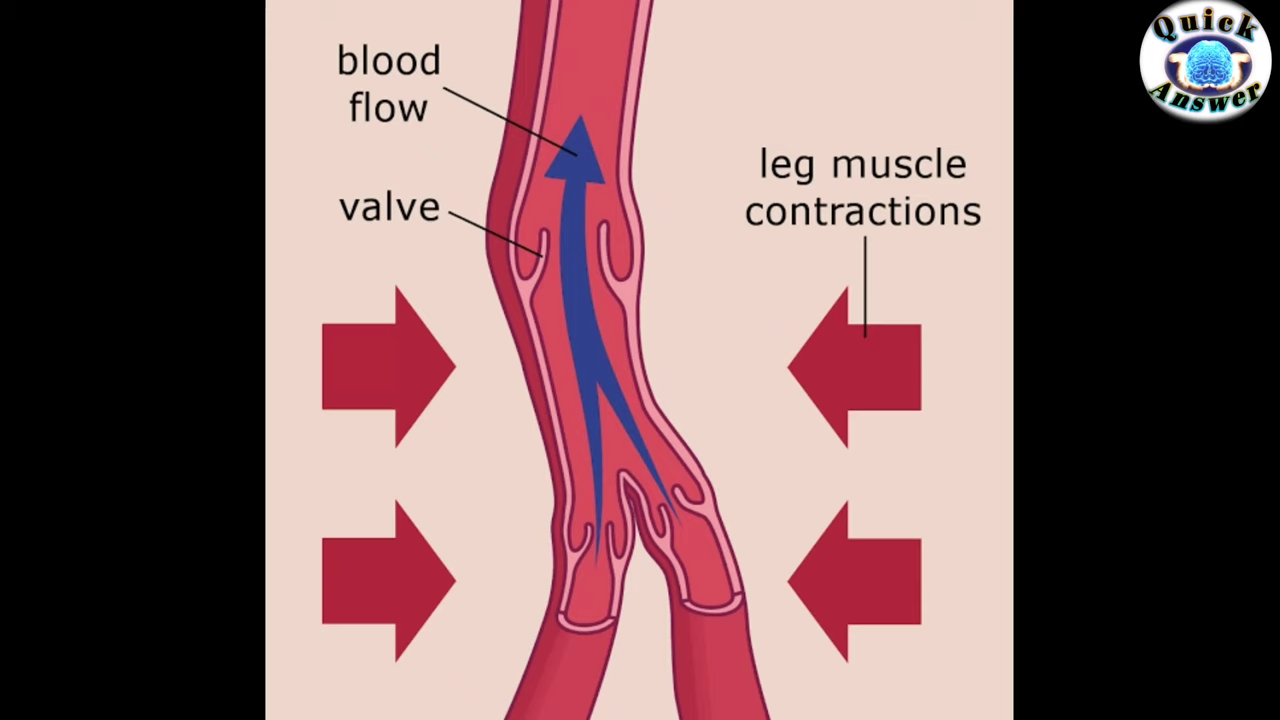 blood
flow
valve
leg muscle
contractions
Quick
Answer